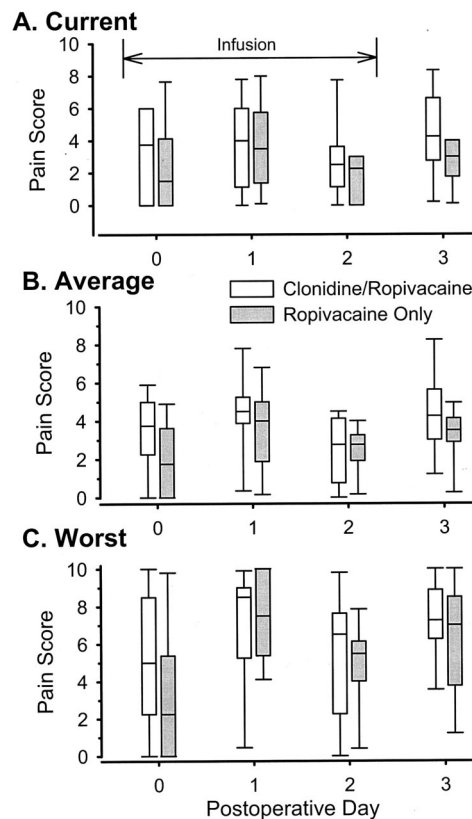 A. Current
Infusion
Pain Score
10
8
6
4
2
0
0 1 2 3
B. Average
Clonidine/Ropivacaine
Ropivacaine Only
Pain Score
10
8
6
4
2
0
0 1 2 3
C. Worst
Pain Score
10
8
6
4
2
0
0 1 2 3
Postoperative Day